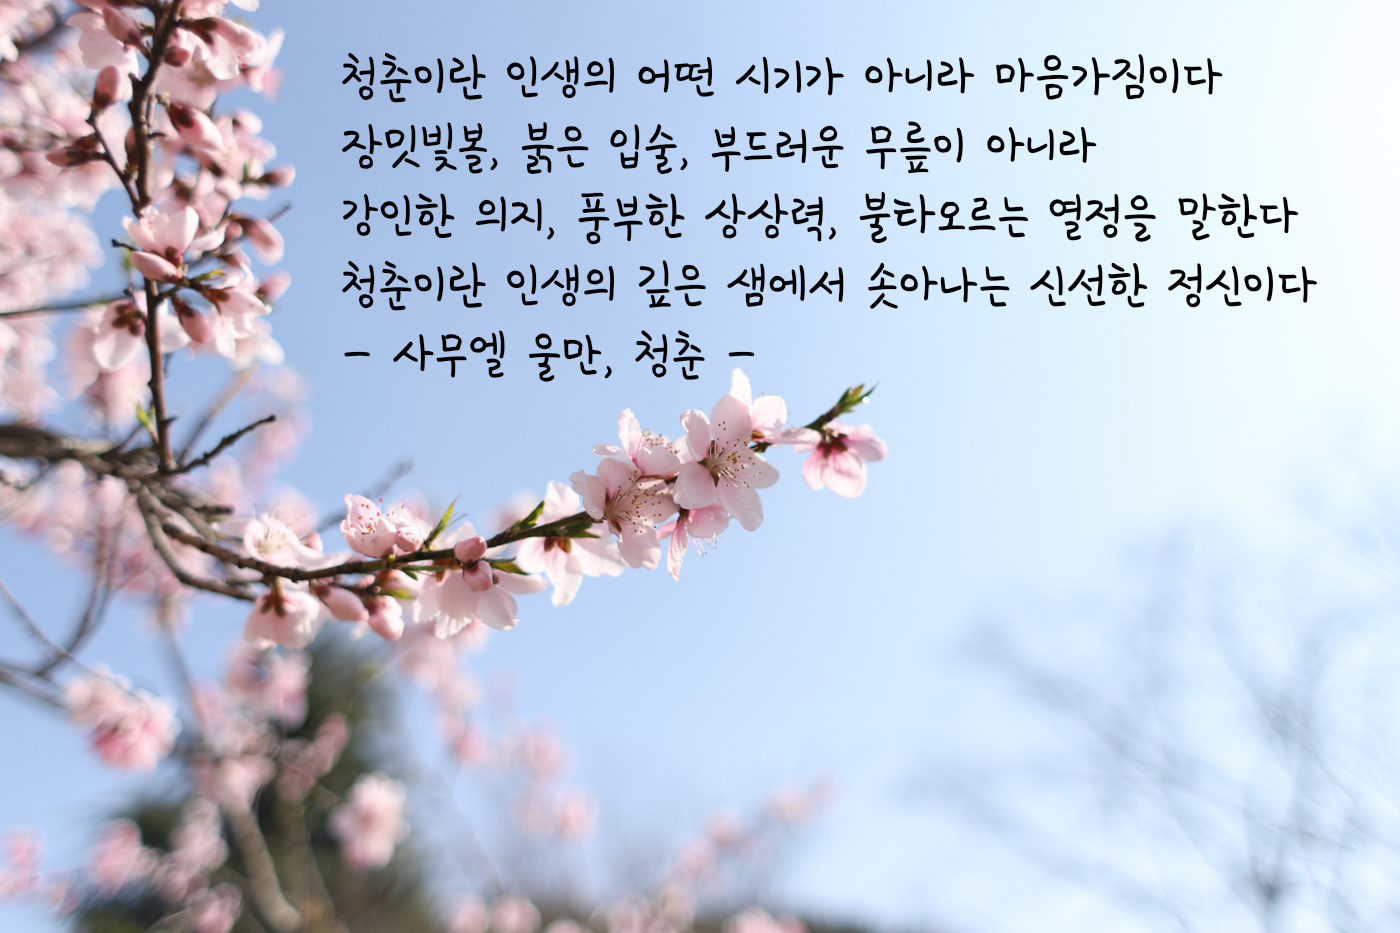 청춘이란 인생의 어떤 시기가 아니라 마음가짐이다
장밋빛볼, 붉은 입술, 부드러운 무릎이 아니라
강인한 의지, 풍부한 상상력, 불타오르는 열정을 말한다
청춘이란 인생의 깊은 샘에서 솟아나는 신선한 정신이다
- 사무엘 울만, 청춘 -